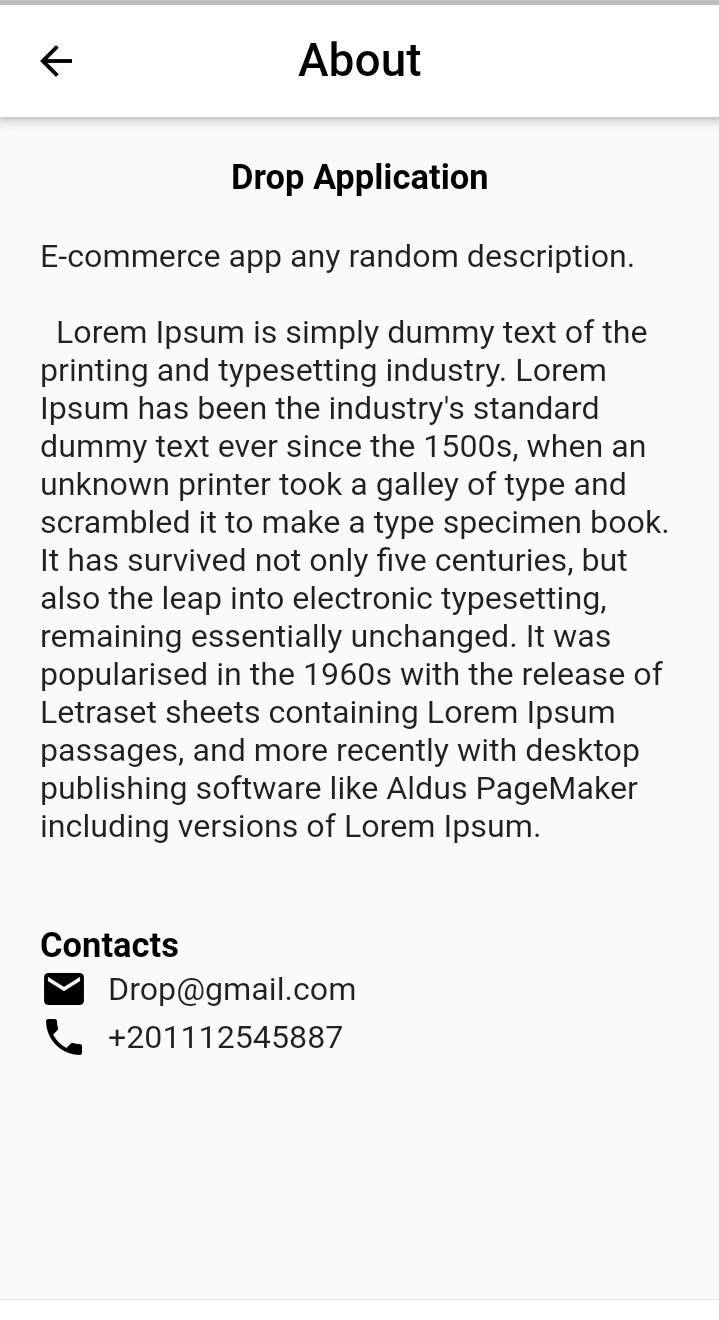 About
Drop Application
E-commerce app any random description.
Lorem Ipsum is simply dummy text of the
printing and typesetting industry. Lorem
Ipsum has been the industry's standard
dummy text ever since the 1500s, when an
unknown printer took a galley of type and
scrambled it to make a type specimen book.
It has survived not only five centuries, but
also the leap into electronic typesetting,
remaining essentially unchanged. It was
popularised in the 1960s with the release of
Letraset sheets containing Lorem Ipsum
passages, and more recently with desktop
publishing software like Aldus PageMaker
including versions of Lorem Ipsum.
Contacts
Drop@gmail.com
+201112545887